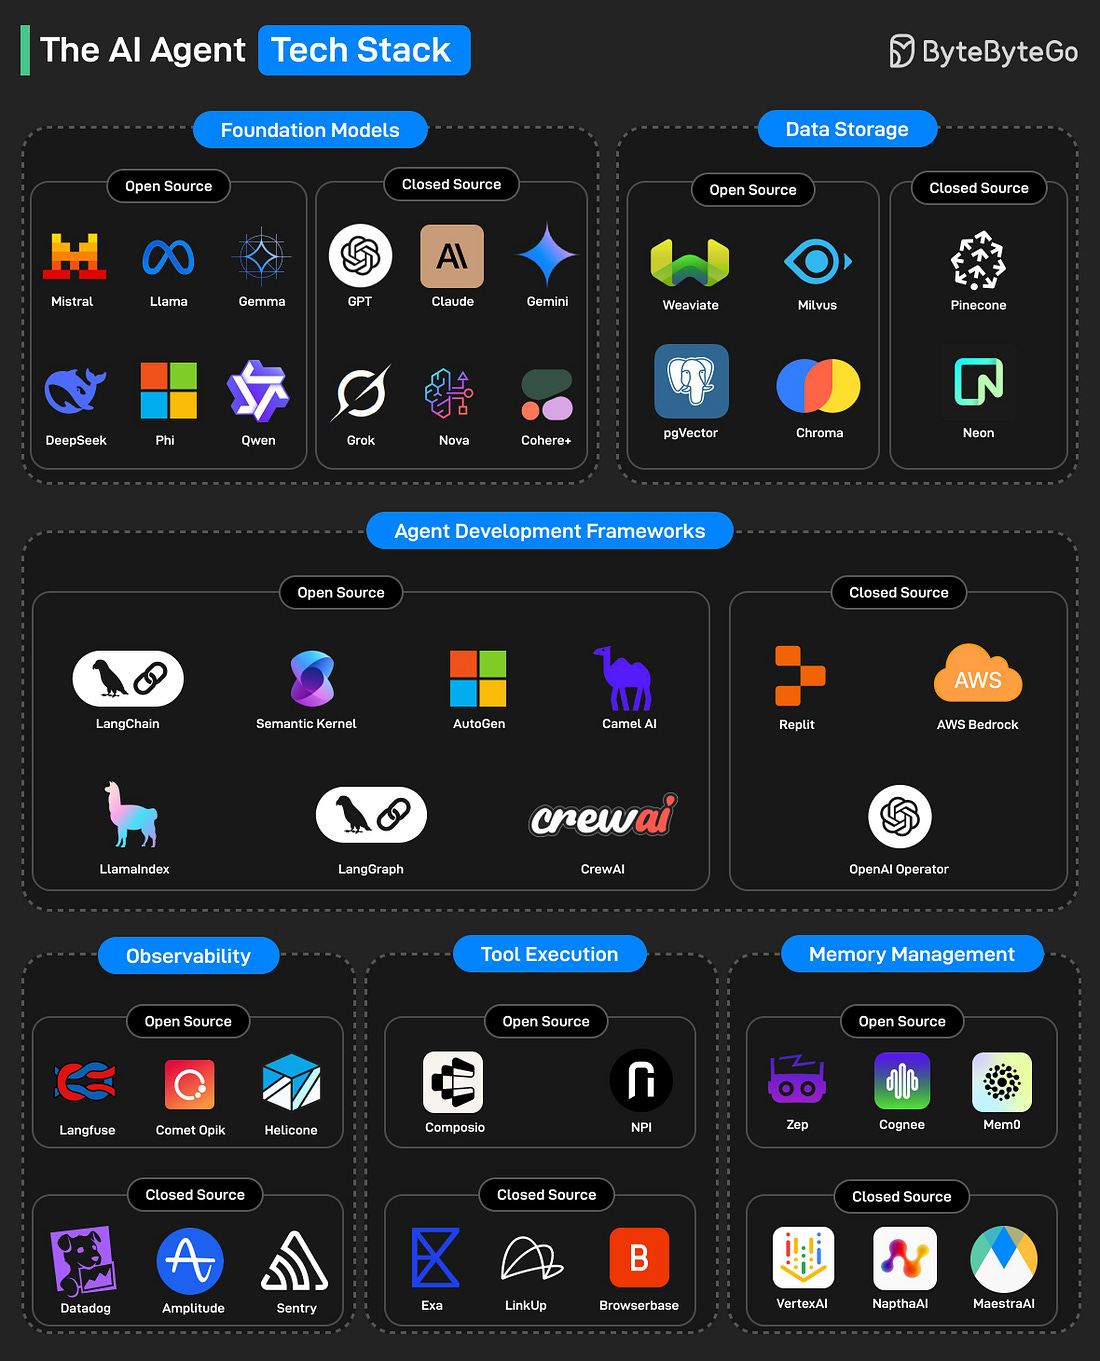 The AI Agent Tech Stack
ByteByteGo
Foundation Models
Open Source
Mistral
Llama
Gemma
DeepSeek
Phi
Qwen
Closed Source
GPT
Claude
Gemini
Grok
Nova
Cohere+
Data Storage
Open Source
Weaviate
Milvus
pgVector
Chroma
Closed Source
Pinecone
Neon
Agent Development Frameworks
Open Source
LangChain
Semantic Kernel
AutoGen
Camel AI
LlamaIndex
LangGraph
crewai
CrewAI
Closed Source
Replit
AWS
AWS Bedrock
OpenAI Operator
Observability
Open Source
Langfuse
Comet Opik
Helicone
Closed Source
Datadog
Amplitude
Sentry
Tool Execution
Open Source
Composio
NPI
Closed Source
Exa
LinkUp
B
Browserbase
Memory Management
Open Source
Zep
Cognee
Mem0
Closed Source
VertexAI
NapthaAI
MaestraAI